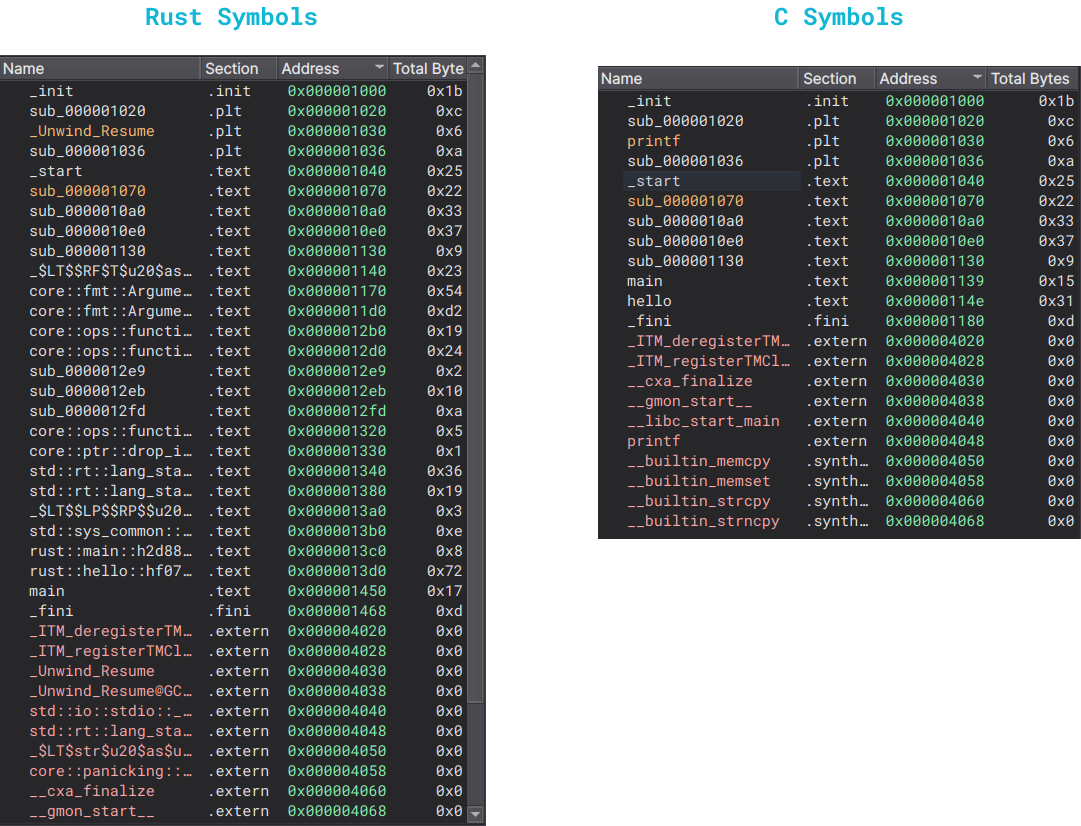 Rust Symbols
Name Section Address Total Byte
_init .init 0x000001000 0x1b
sub_000001020 .plt 0x000001020 0xc
_Unwind_Resume .plt 0x000001030 0x6
sub_000001036 .plt 0x000001036 0xa
_start .text 0x000001040 0x25
sub_000001070 .text 0x000001070 0x22
sub_0000010a0 .text 0x0000010a0 0x33
sub_0000010e0 .text 0x0000010e0 0x37
sub_000001130 .text 0x000001130 0x9
_$LT$$RF$T$u20$as… .text 0x000001140 0x23
core::fmt::Argume… .text 0x000001170 0x54
core::fmt::Argume… .text 0x0000011d0 0xd2
core::ops::functi… .text 0x0000012b0 0x19
core::ops::functi… .text 0x0000012d0 0x24
sub_0000012e9 .text 0x0000012e9 0x2
sub_0000012eb .text 0x0000012eb 0x10
sub_0000012fd .text 0x0000012fd 0xa
core::ops::functi… .text 0x000001320 0x5
core::ptr::drop_i… .text 0x000001330 0x1
std::rt::lang_sta… .text 0x000001340 0x36
std::rt::lang_sta… .text 0x000001380 0x19
_$LT$$LP$$RP$$u20… .text 0x0000013a0 0x3
std::sys_common::… .text 0x0000013b0 0xe
rust::main::h2d88… .text 0x0000013c0 0x8
rust::hello::hf07… .text 0x0000013d0 0x72
main .text 0x000001450 0x17
_fini .fini 0x000001468 0xd
_ITM_deregisterTM… .extern 0x000004020 0x0
_ITM_registerTMCl… .extern 0x000004028 0x0
_Unwind_Resume .extern 0x000004030 0x0
_Unwind_Resume@GC… .extern 0x000004038 0x0
std::io::stdio::_… .extern 0x000004040 0x0
std::rt::lang_sta… .extern 0x000004048 0x0
_$LT$str$u20$as$u… .extern 0x000004050 0x0
core::panicking::… .extern 0x000004058 0x0
__cxa_finalize .extern 0x000004060 0x0
__gmon_start__ .extern 0x000004068 0x0
C Symbols
Name Section Address Total Bytes
_init .init 0x000001000 0x1b
sub_000001020 .plt 0x000001020 0xc
printf .plt 0x000001030 0x6
sub_000001036 .plt 0x000001036 0xa
_start .text 0x000001040 0x25
sub_000001070 .text 0x000001070 0x22
sub_0000010a0 .text 0x0000010a0 0x33
sub_0000010e0 .text 0x0000010e0 0x37
sub_000001130 .text 0x000001130 0x9
main .text 0x000001139 0x15
hello .text 0x00000114e 0x31
_fini .fini 0x000001180 0xd
_ITM_deregisterTM… .extern 0x000004020 0x0
_ITM_registerTMCl… .extern 0x000004028 0x0
__cxa_finalize .extern 0x000004030 0x0
__gmon_start__ .extern 0x000004038 0x0
__libc_start_main .extern 0x000004040 0x0
printf .extern 0x000004048 0x0
__builtin_memcpy .synth… 0x000004050 0x0
__builtin_memset .synth… 0x000004058 0x0
__builtin_strcpy .synth… 0x000004060 0x0
__builtin_strncpy .synth… 0x000004068 0x0